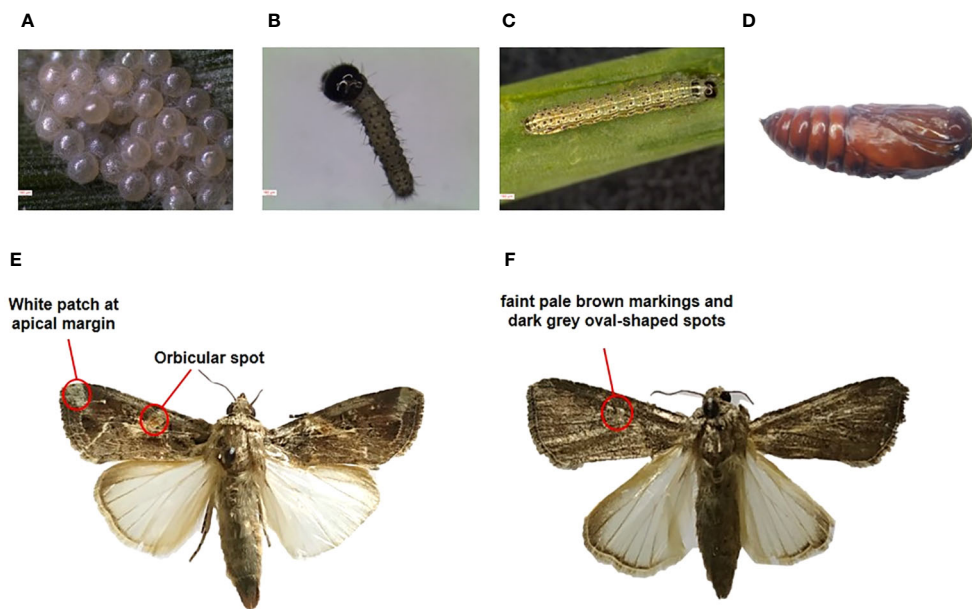 A
B
C
D
E
White patch at
apical margin
Orbicular spot
F
faint pale brown markings and
dark grey oval-shaped spots